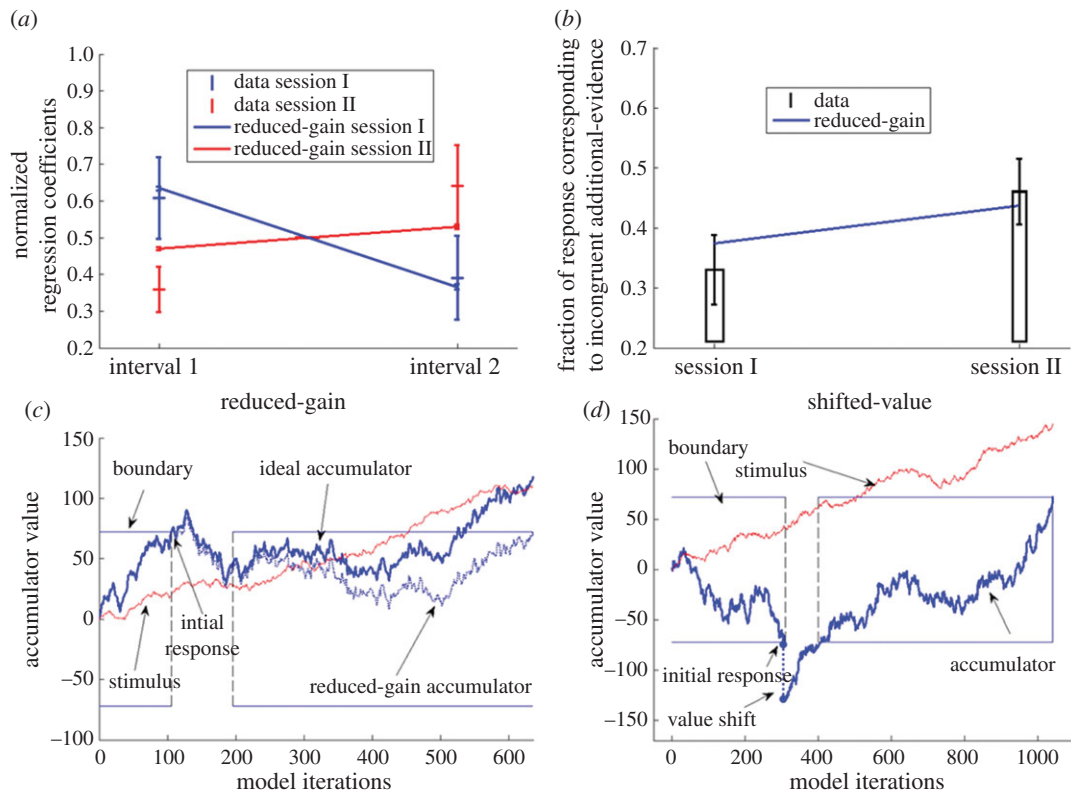 (a)
1.0
0.9
0.8
0.7
0.6
0.5
0.4
0.3
0.2
normalized
regression coefficients
data session I
data session II
reduced-gain session I
reduced-gain session II
interval 1
interval 2
(b)
0.7
0.6
0.5
0.4
0.3
0.2
fraction of response corresponding
to incongruent additional-evidence
data
reduced-gain
session I
session II
(c)
reduced-gain
150
100
50
0
−50
−100
accumulator value
boundary
ideal accumulator
intial
response
stimulus
reduced-gain accumulator
0 100 200 300 400 500 600
model iterations
(d)
shifted-value
150
100
50
0
−50
−100
−150
accumulator value
boundary
stimulus
initial response
value shift
accumulator
0 200 400 600 800 1000
model iterations